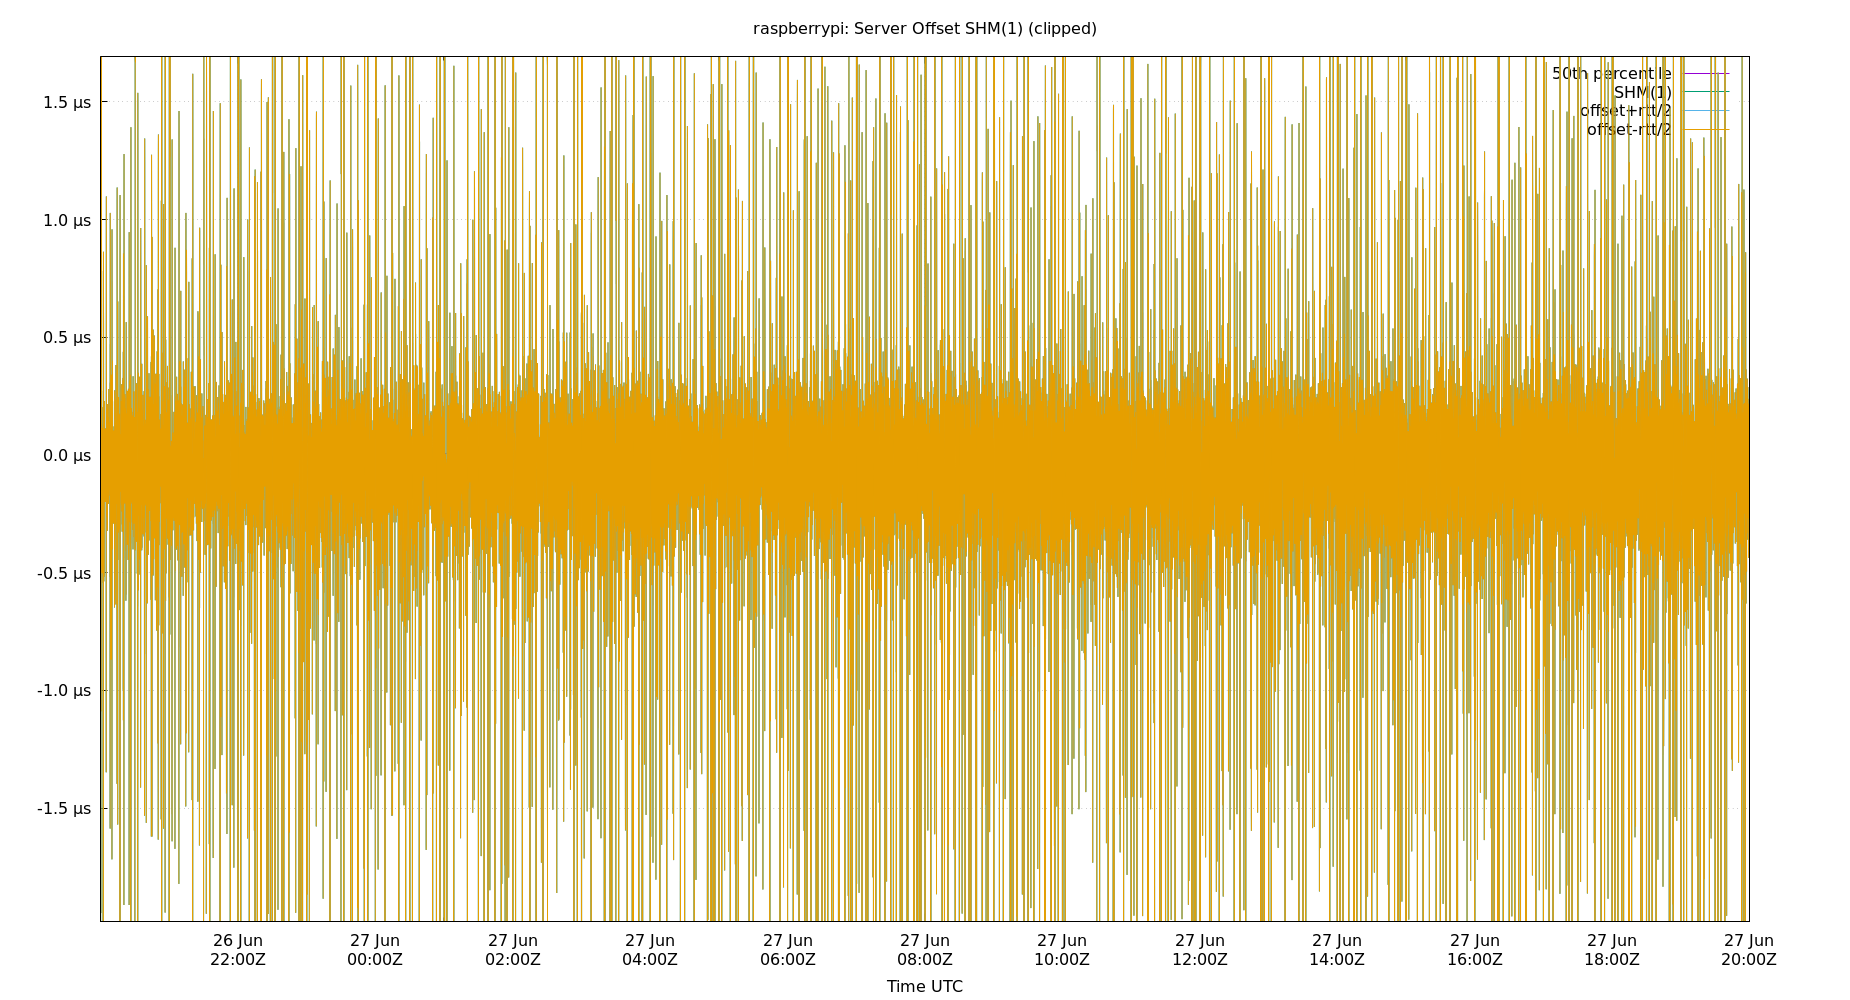 raspberrypi: Server Offset SHM(1) (clipped)
50th percentile
SHM(1)
offset+rtt/2
offset-rtt/2
1.5 µs
1.0 µs
0.5 µs
0.0 µs
-0.5 µs
-1.0 µs
-1.5 µs
26 Jun 27 Jun 27 Jun 27 Jun 27 Jun 27 Jun 27 Jun 27 Jun 27 Jun 27 Jun 27 Jun 27 Jun
22:00Z 00:00Z 02:00Z 04:00Z 06:00Z 08:00Z 10:00Z 12:00Z 14:00Z 16:00Z 18:00Z 20:00Z
Time UTC